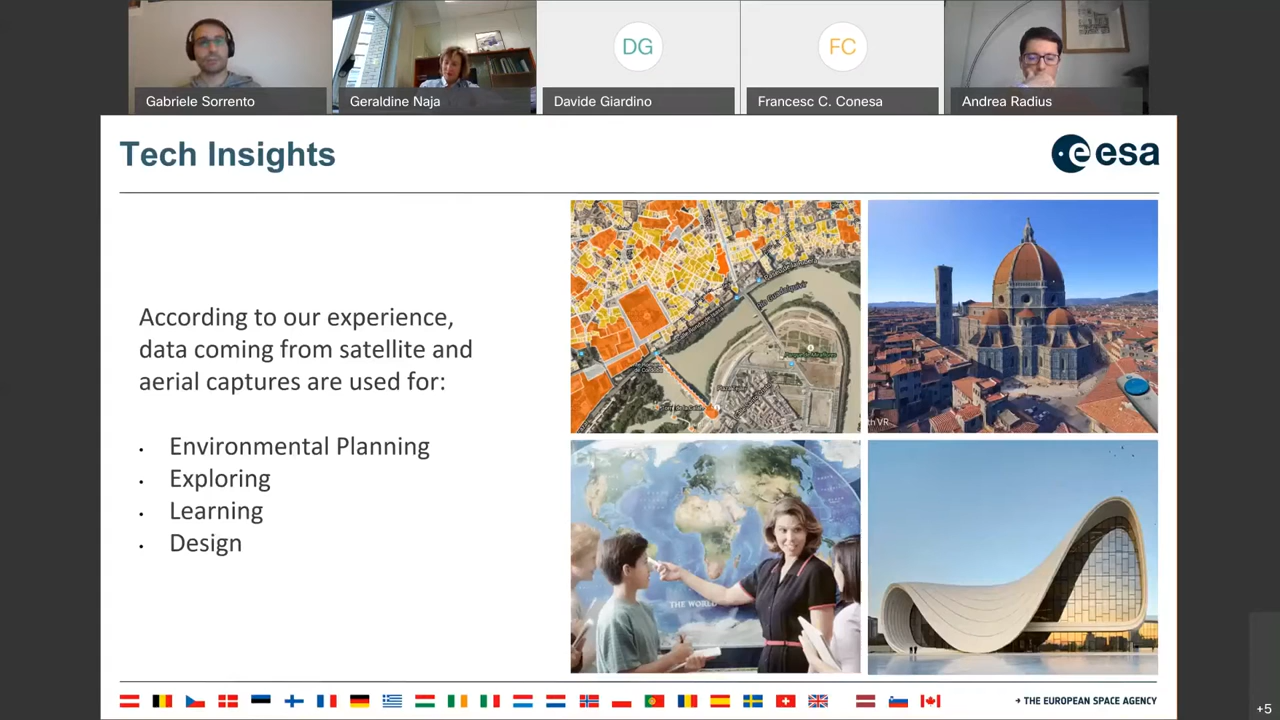 Gabriele Sorrento
Geraldine Naja
DG
Davide Giardino
FC
Francesc C. Conesa
Andrea Radius
Tech Insights
esa
According to our experience,
data coming from satellite and
aerial captures are used for:
• Environmental Planning
• Exploring
• Learning
• Design
THE WORLD
→ THE EUROPEAN SPACE AGENCY
+5